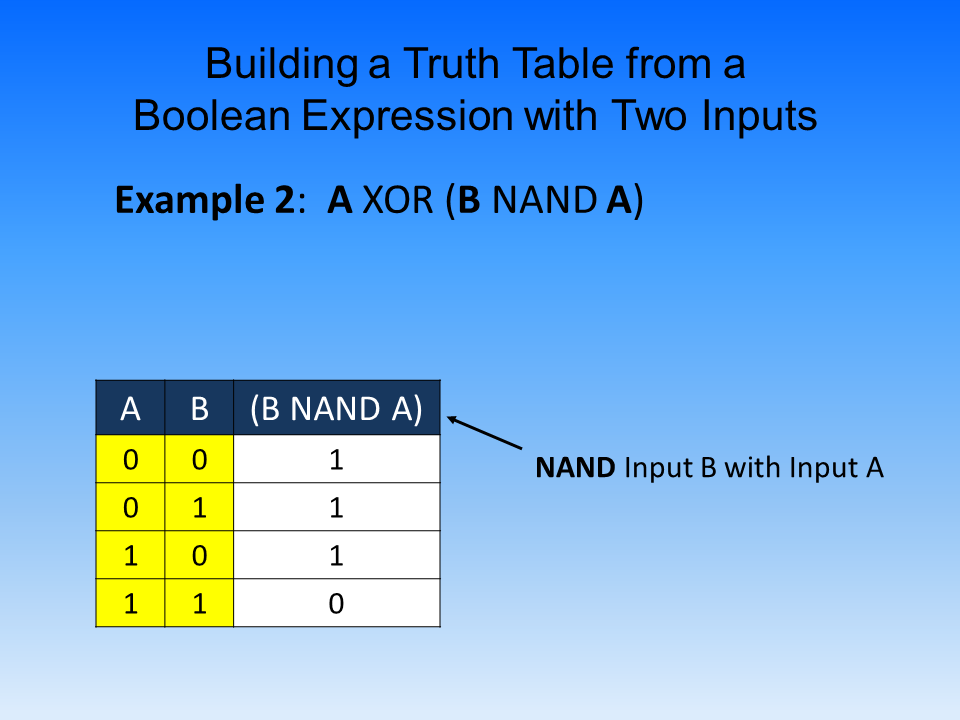 Building a Truth Table from a
Boolean Expression with Two Inputs
Example 2: A XOR (B NAND A)
A B (B NAND A)
0 0 1
0 1 1
1 0 1
1 1 0
NAND Input B with Input A